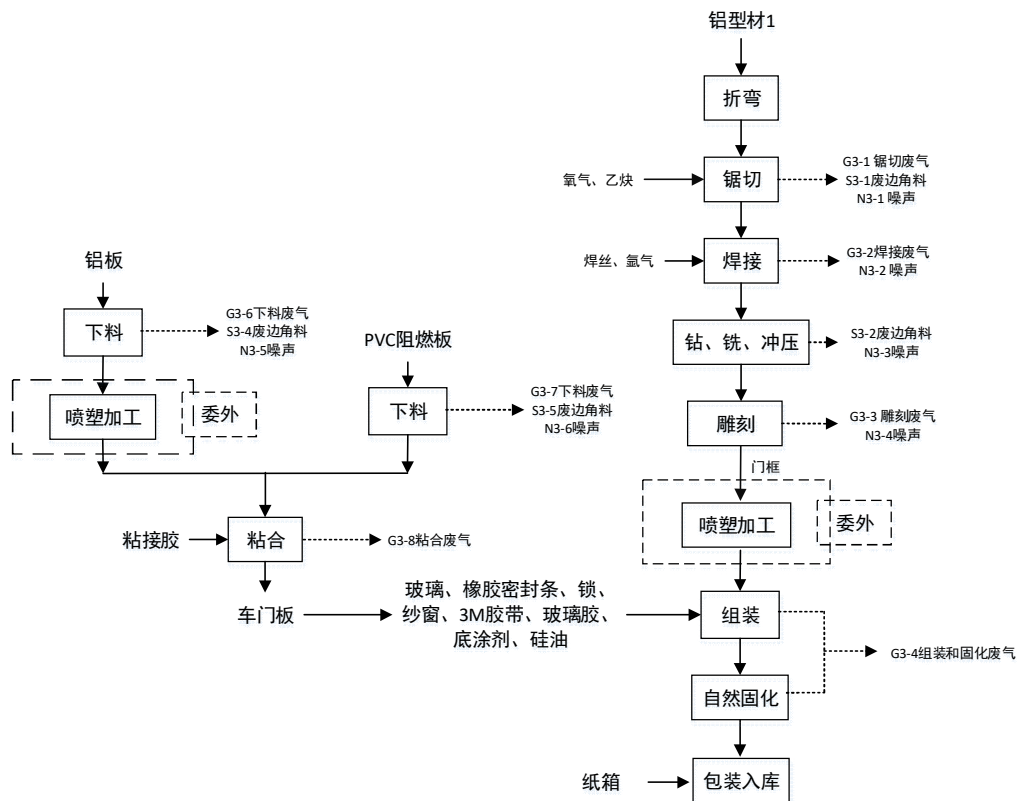 铝型材1
折弯
氧气、乙炔
锯切
G3-1 锯切废气
S3-1废边角料
N3-1 噪声
焊丝、氩气
焊接
G3-2焊接废气
N3-2 噪声
铝板
下料
G3-6下料废气
S3-4废边角料
N3-5噪声
PVC阻燃板
钻、铣、冲压
S3-2废边角料
N3-3噪声
喷塑加工
委外
下料
G3-7下料废气
S3-5废边角料
N3-6噪声
雕刻
G3-3 雕刻废气
N3-4噪声
门框
喷塑加工
委外
粘接胶
粘合
G3-8粘合废气
车门板
玻璃、橡胶密封条、锁、
纱窗、3M胶带、玻璃胶、
底涂剂、硅油
组装
G3-4组装和固化废气
自然固化
纸箱
包装入库